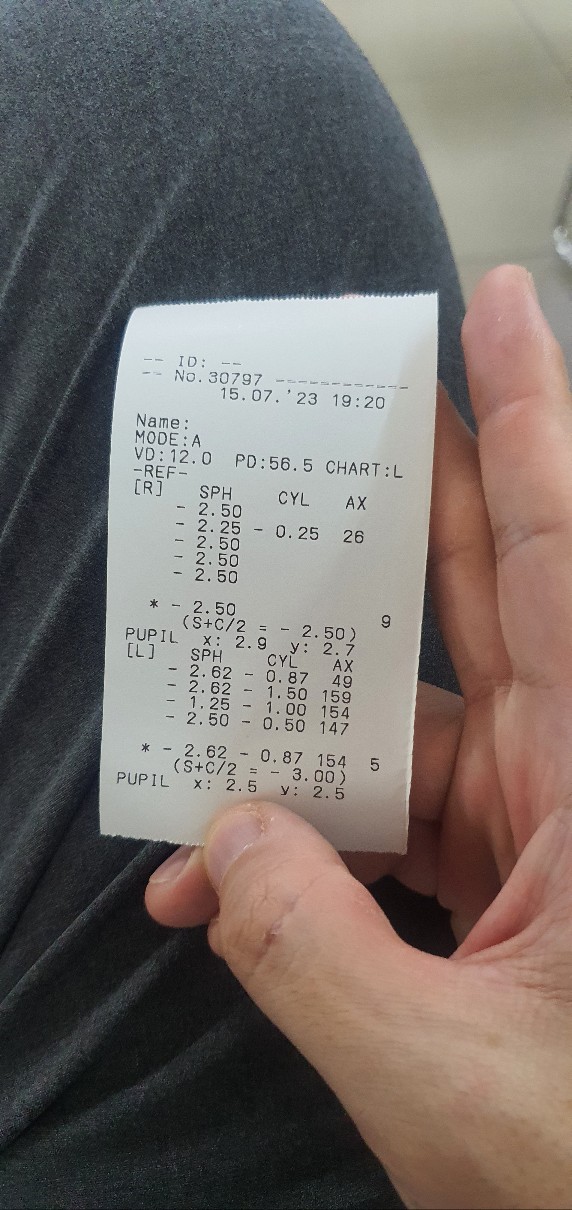 -- ID: --
-- No.30797 ------------
15.07.'23 19:20
Name:
MODE:A
VD:12.0 PD:56.5 CHART:L
-REF-
[R] SPH CYL AX
- 2.50
- 2.25 - 0.25 26
- 2.50
- 2.50
- 2.50
* - 2.50 9
(S+C/2 = - 2.50)
PUPIL x: 2.9 y: 2.7
[L] SPH CYL AX
- 2.62 - 0.87 49
- 2.62 - 1.50 159
- 1.25 - 1.00 154
- 2.50 - 0.50 147
* - 2.62 - 0.87 154 5
(S+C/2 = - 3.00)
PUPIL x: 2.5 y: 2.5